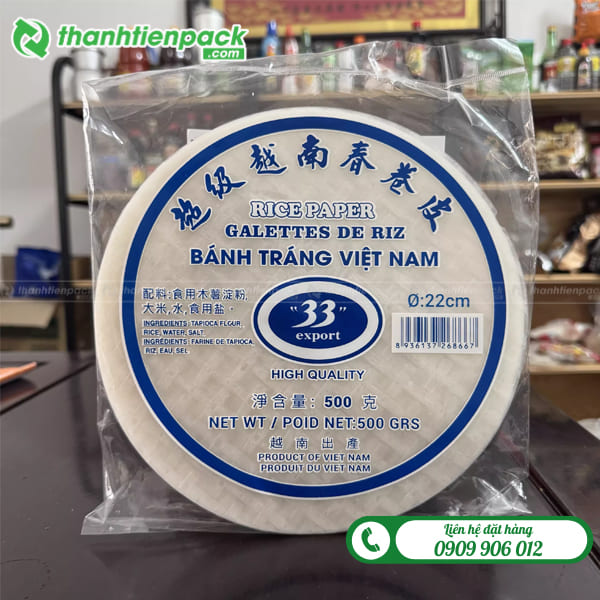 thanhtienpack
.com
超级越南春卷皮
RICE PAPER
GALETTES DE RIZ
BÁNH TRÁNG VIỆT NAM
配料:食用木薯淀粉,
大米,水,食用盐。
INGREDIENTS: TAPIOCA FLOUR,
RICE, WATER, SALT.
INGRÉDIENTS: FARINE DE TAPIOCA,
RIZ, EAU, SEL.
"33"
export
Ø:22cm
8 936137 268667
HIGH QUALITY
淨含量: 500 克
NET WT / POID NET:500 GRS
越南出產
PRODUCT OF VIET NAM
PRODUIT DU VIET NAM
Liên hệ đặt hàng
0909 906 012